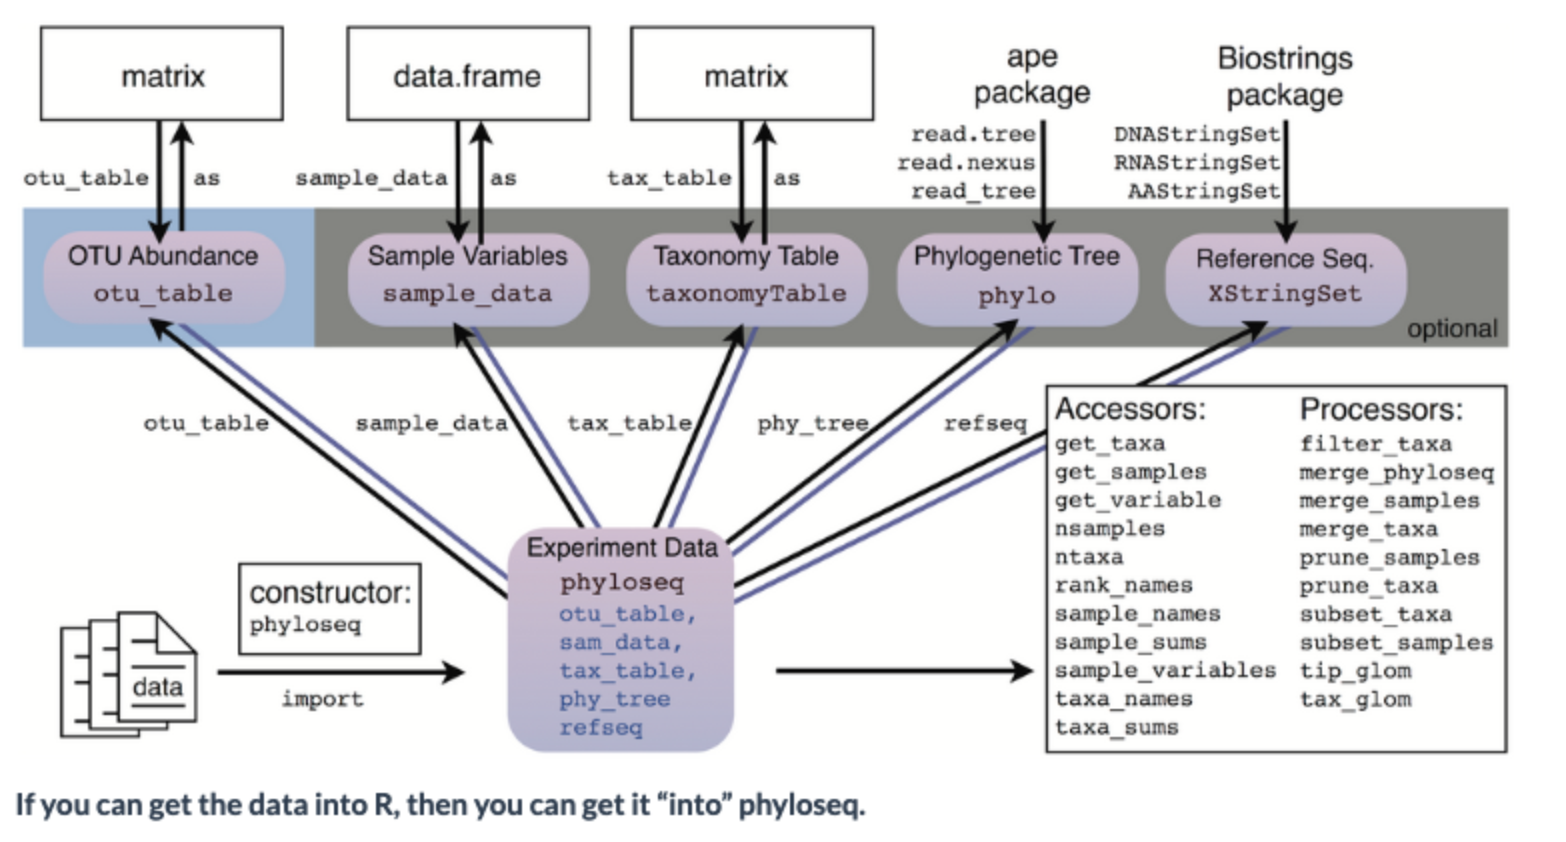 matrix
data.frame
matrix
ape
package
Biostrings
package
read.tree
read.nexus
read_tree
DNAStringSet
RNAStringSet
AAStringSet
otu_table
as
sample_data
as
tax_table
as
OTU Abundance
otu_table
Sample Variables
sample_data
Taxonomy Table
taxonomyTable
Phylogenetic Tree
phylo
Reference Seq.
XStringSet
optional
otu_table
sample_data
tax_table
phy_tree
refseq
constructor:
phyloseq
data
import
Experiment Data
phyloseq
otu_table,
sam_data,
tax_table,
phy_tree
refseq
Accessors:
get_taxa
get_samples
get_variable
nsamples
ntaxa
rank_names
sample_names
sample_sums
sample_variables
taxa_names
taxa_sums
Processors:
filter_taxa
merge_phyloseq
merge_samples
merge_taxa
prune_samples
prune_taxa
subset_taxa
subset_samples
tip_glom
tax_glom
If you can get the data into R, then you can get it “into” phyloseq.